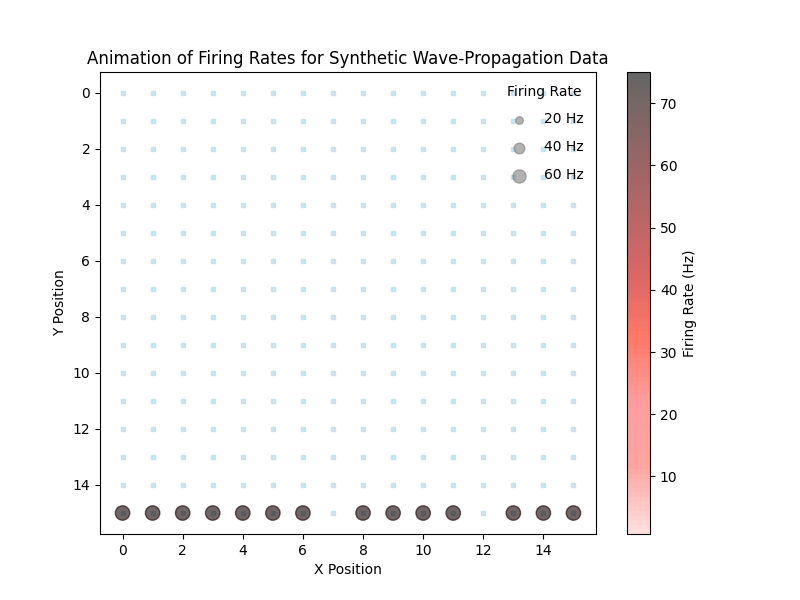 Animation of Firing Rates for Synthetic Wave-Propagation Data
Firing Rate
20 Hz
40 Hz
60 Hz
0
2
4
6
8
10
12
14
Y Position
0 2 4 6 8 10 12 14
X Position
70
60
50
40
30
20
10
Firing Rate (Hz)